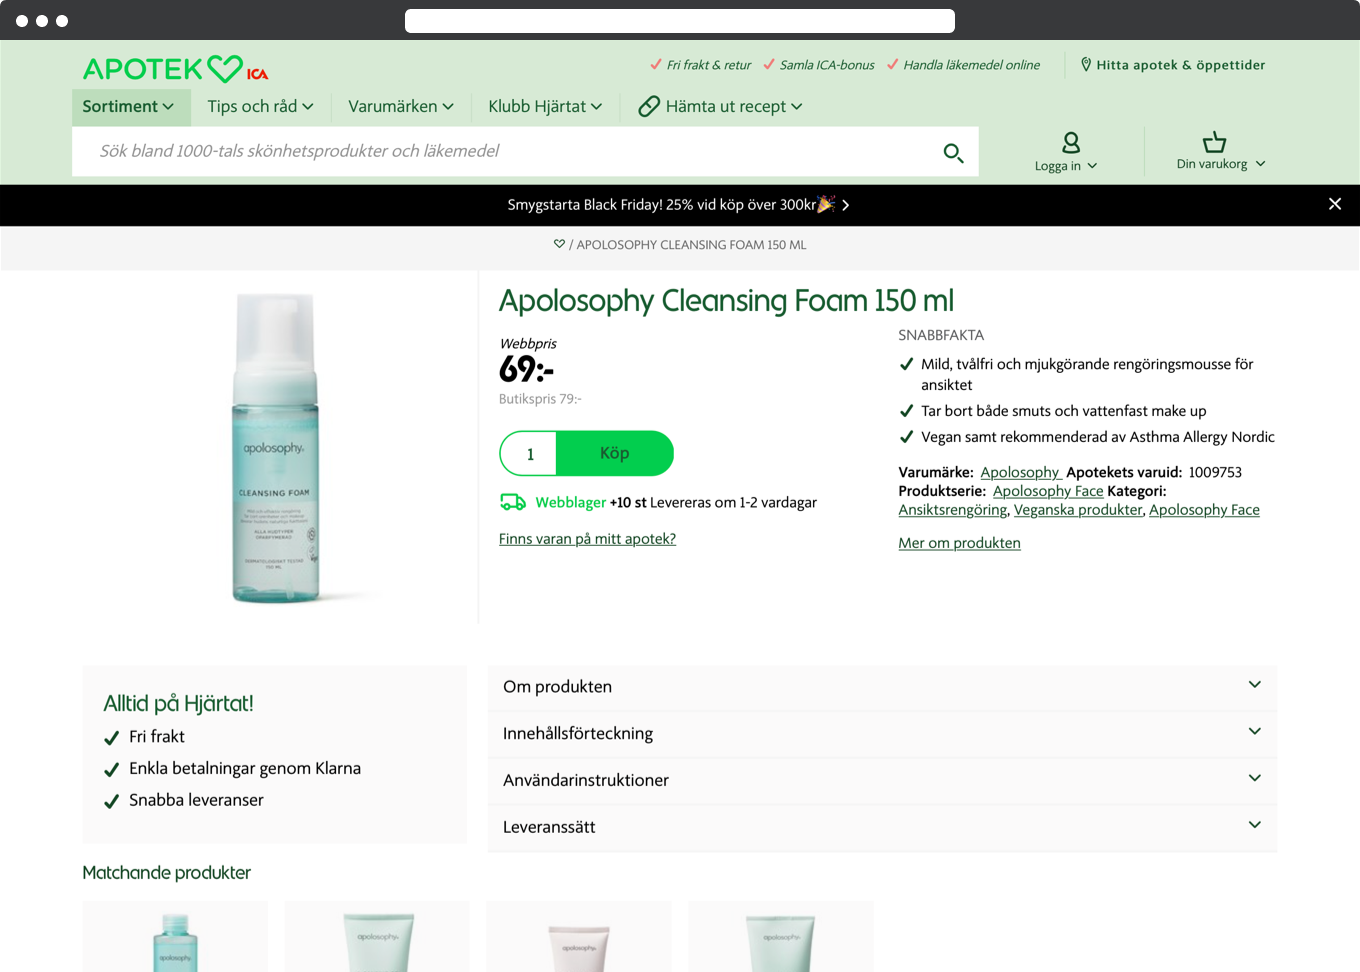 APOTEK ICA
Fri frakt & retur Samla ICA-bonus Handla läkemedel online Hitta apotek & öppettider
Sortiment Tips och råd Varumärken Klubb Hjärtat Hämta ut recept
Sök bland 1000-tals skönhetsprodukter och läkemedel
Logga in Din varukorg
Smygstarta Black Friday! 25% vid köp över 300kr🎉
/ APOLOSOPHY CLEANSING FOAM 150 ML
apolosophy.
CLEANSING FOAM
ALLA HUDTYPER
OPARFYMERAD
DERMATOLOGISKT TESTAD
150 ML
Apolosophy Cleansing Foam 150 ml
Webbpris
69:-
Butikspris 79:-
1 Köp
Webblager +10 st Levereras om 1-2 vardagar
Finns varan på mitt apotek?
SNABBFAKTA
Mild, tvålfri och mjukgörande rengöringsmousse för
ansiktet
Tar bort både smuts och vattenfast make up
Vegan samt rekommenderad av Asthma Allergy Nordic
Varumärke: Apolosophy Apotekets varuid: 1009753
Produktserie: Apolosophy Face Kategori:
Ansiktsrengöring, Veganska produkter, Apolosophy Face
Mer om produkten
Alltid på Hjärtat!
Fri frakt
Enkla betalningar genom Klarna
Snabba leveranser
Om produkten
Innehållsförteckning
Användarinstruktioner
Leveranssätt
Matchande produkter
apolosophy.
apolosophy.
apolosophy.
apolosophy.